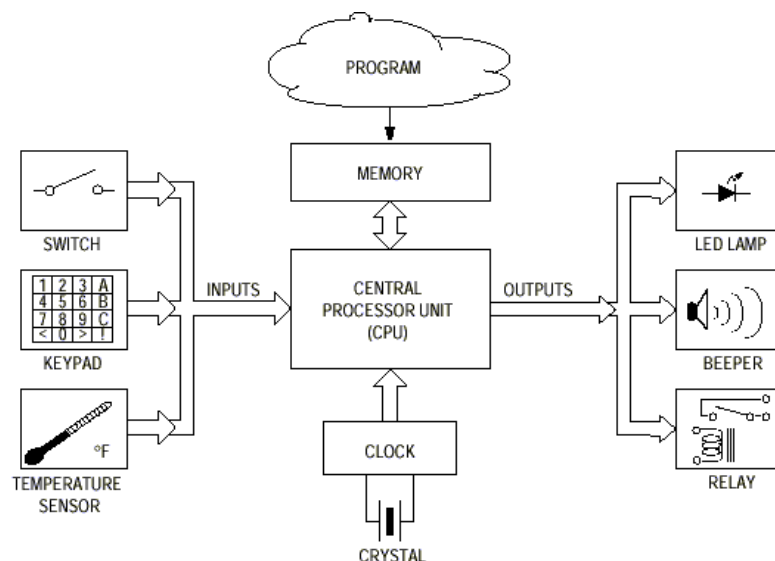 PROGRAM
MEMORY
SWITCH
1 2 3 A
4 5 6 B
7 8 9 C
< 0 > !
KEYPAD
°F
TEMPERATURE
SENSOR
INPUTS
CENTRAL
PROCESSOR UNIT
(CPU)
OUTPUTS
CLOCK
CRYSTAL
LED LAMP
BEEPER
RELAY